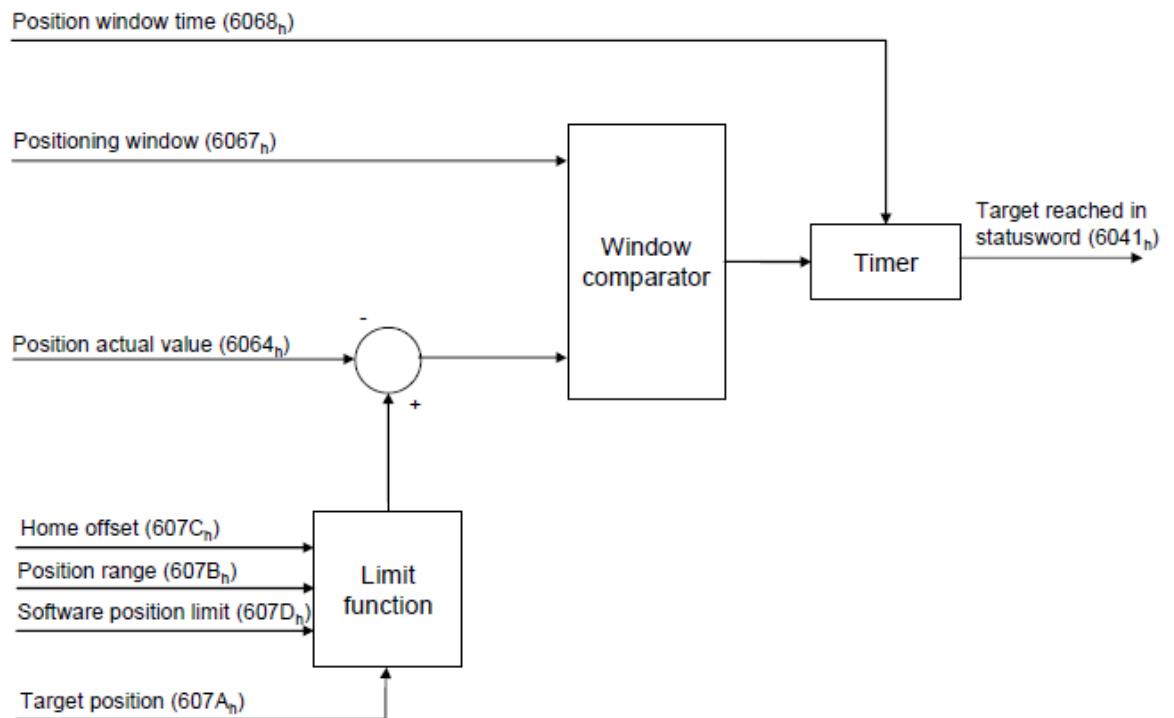 Position window time (6068h)
Positioning window (6067h)
Window
comparator
Timer
Target reached in
statusword (6041h)
-
Position actual value (6064h)
+
Home offset (607Ch)
Position range (607Bh)
Software position limit (607Dh)
Limit
function
Target position (607Ah)